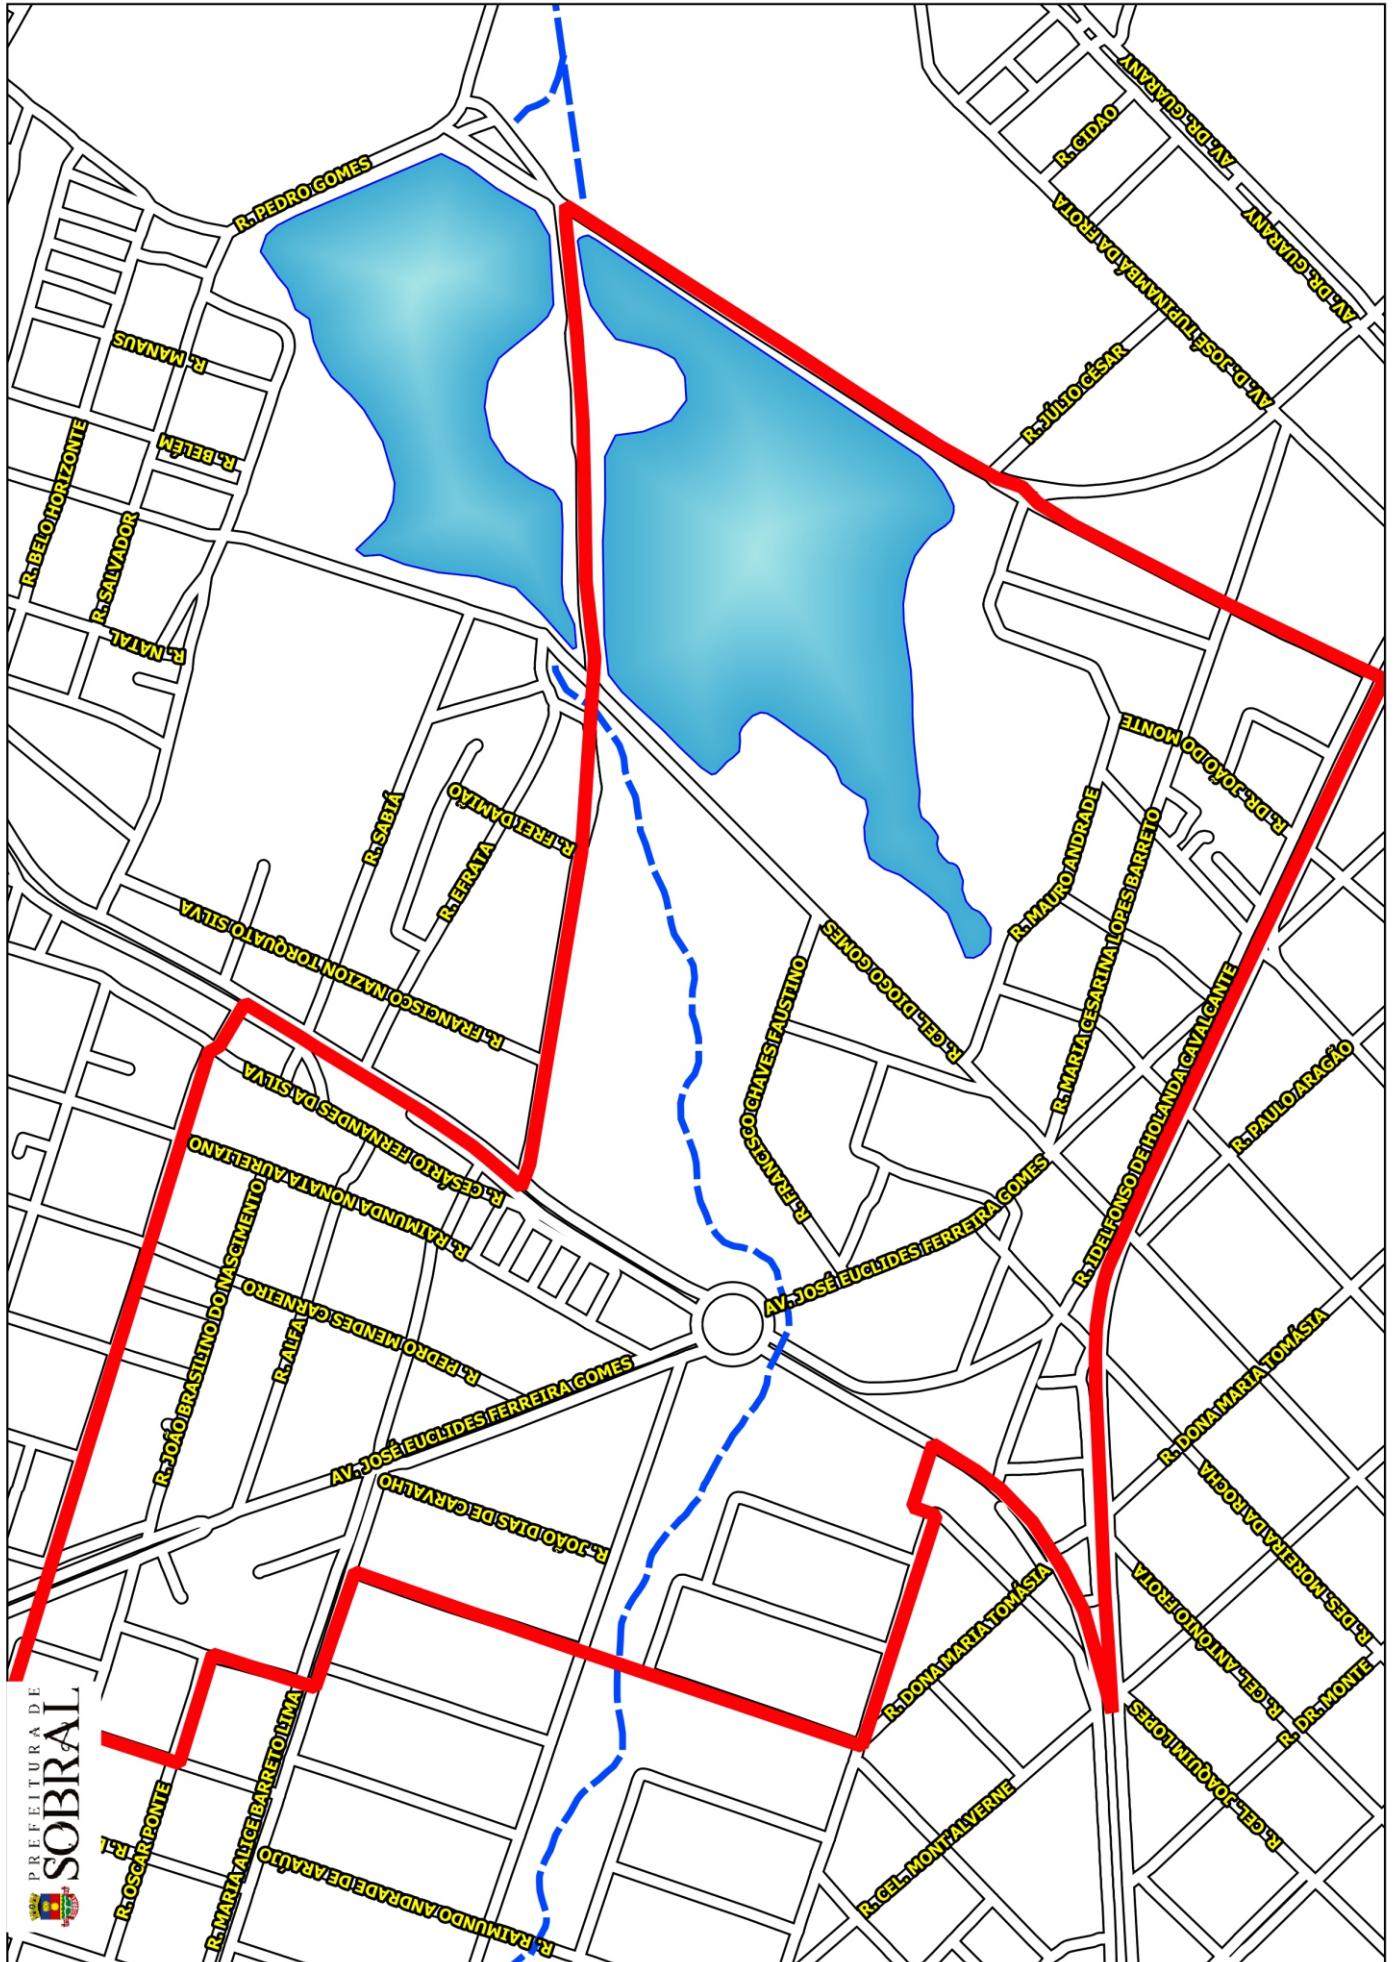 R. PEDRO GOMES
AV. DR. GUARANY
R. CIDAO
AV. DR. GUARANY
AV. D. JOSÉ TUPINAMBÁ DA FROTA
R. MANAUS
R. JÚLIO CÉSAR
R. BELÉM
R. BELO HORIZONTE
R. SALVADOR
R. NATAL
R. DR. JOÃO DO MONTE
R. SABIÁ
R. FREI DAMIÃO
R. EFRATA
R. MAURO ANDRADE
R. MARIA CESARINA LOPES BARRETO
R. FRANCISCO NAZION TORQUATO SILVA
R. CEL. DIOGO GOMES
R. FRANCISCO CHAVES FAUSTINO
R. IDELFONSO DE HOLANDA CAVALCANTE
R. PAULO ARAGÃO
R. CESÁRIO FERNANDES DA SILVA
R. RAIMUNDA NONATA AURELIANO
R. JOÃO BRASILINO DO NASCIMENTO
AV. JOSÉ EUCLIDES FERREIRA GOMES
R. PEDRO MENDES CARNEIRO
R. ALFA
AV. JOSÉ EUCLIDES FERREIRA GOMES
R. DONA MARIA TOMÁSIA
R. JOÃO DIAS DE CARVALHO
R. DES. MOREIRA DA ROCHA
R. DONA MARIA TOMÁSIA
R. CEL. ANTÔNIO FROTA
R. DR. MONTE
R. CEL. JOAQUIM LOPES
R. MARIA ALICE BARRETO LIMA
R. OSCAR PONTE
R. CEL. MONT ALVERNE
R. RAIMUNDO ANDRADE DE ARAÚJO
PREFEITURA DE
SOBRAL